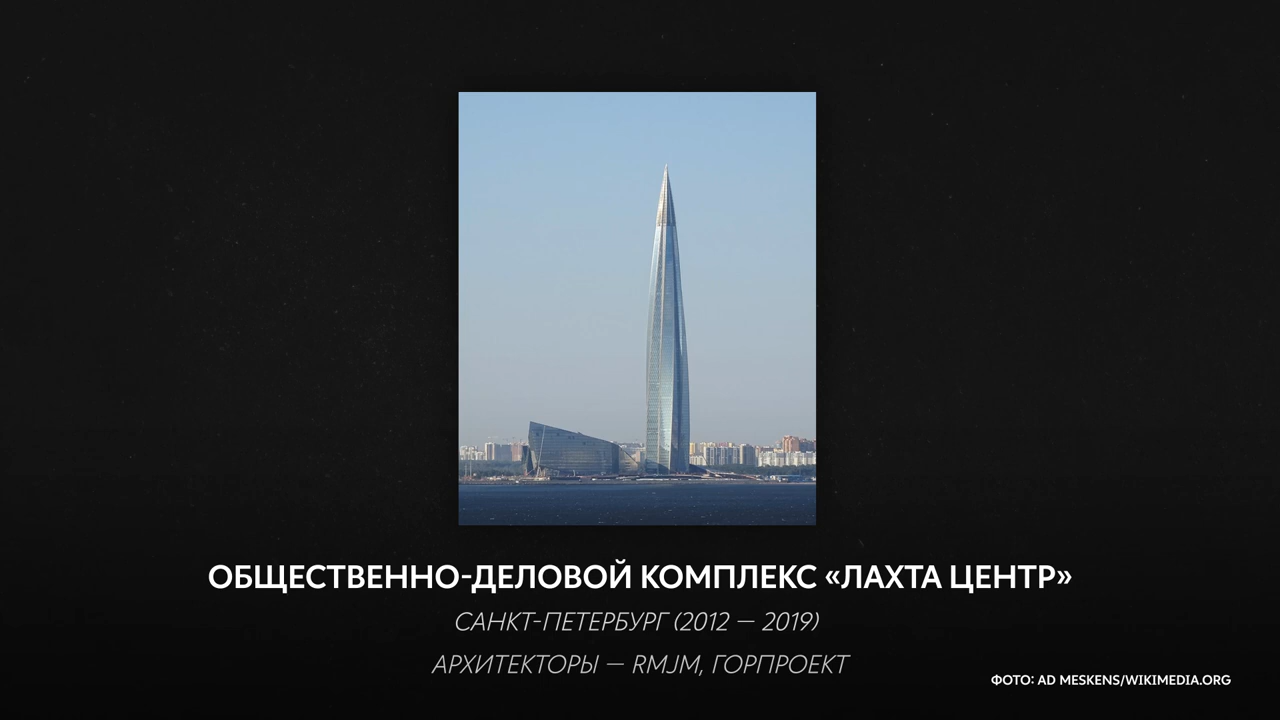 ОБЩЕСТВЕННО-ДЕЛОВОЙ КОМПЛЕКС «ЛАХТА ЦЕНТР»
САНКТ-ПЕТЕРБУРГ (2012 — 2019)
АРХИТЕКТОРЫ — RMJM, ГОРПРОЕКТ
ФОТО: AD MESKENS/WIKIMEDIA.ORG